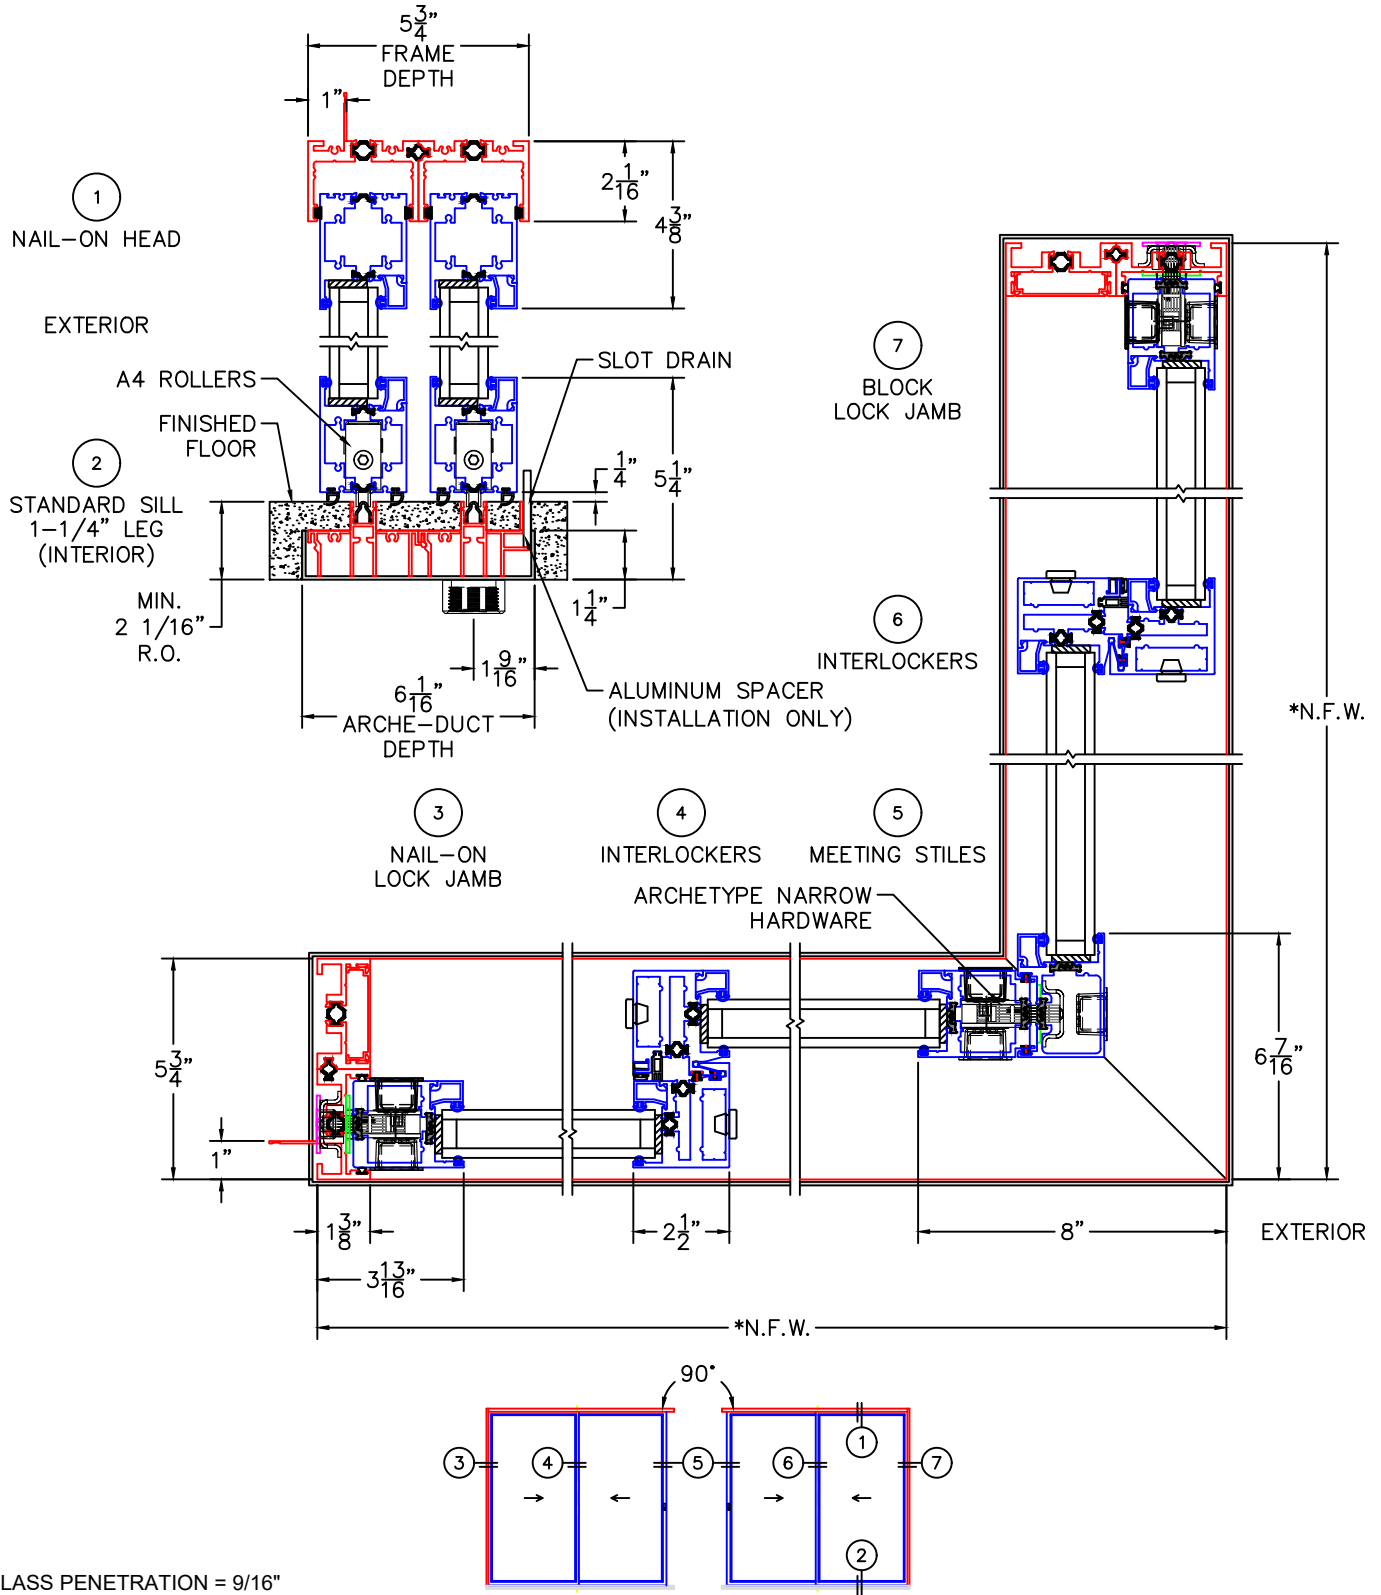 5 3/4"
FRAME
DEPTH
1"
1
NAIL-ON HEAD
2 1/16"
4 3/8"
EXTERIOR
A4 ROLLERS
SLOT DRAIN
FINISHED
FLOOR
2
STANDARD SILL
1-1/4" LEG
(INTERIOR)
1/4"
5 1/4"
MIN.
2 1/16"
R.O.
1 1/4"
1 9/16"
6 1/16"
ARCHE-DUCT
DEPTH
ALUMINUM SPACER
(INSTALLATION ONLY)
7
BLOCK
LOCK JAMB
6
INTERLOCKERS
*N.F.W.
3
NAIL-ON
LOCK JAMB
4
INTERLOCKERS
5
MEETING STILES
ARCHETYPE NARROW
HARDWARE
5 3/4"
1"
6 7/16"
1 3/8"
2 1/2"
8"
EXTERIOR
3 13/16"
*N.F.W.
90°
1
3
4
5
6
7
2
LASS PENETRATION = 9/16"